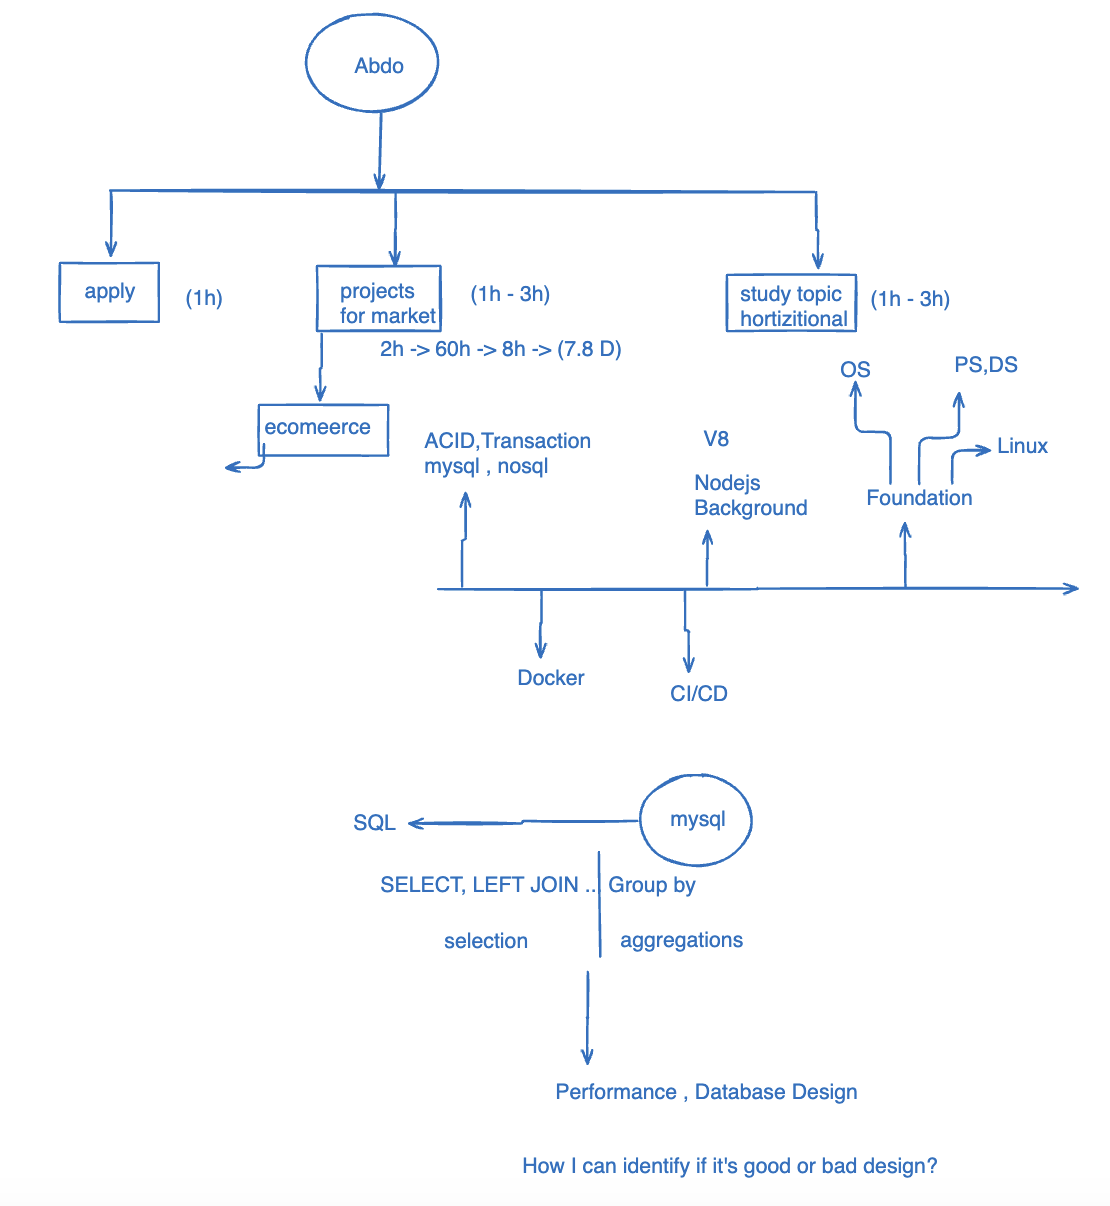 Abdo
apply
(1h)
projects
for market
(1h - 3h)
study topic
hortizitional
(1h - 3h)
2h -> 60h -> 8h -> (7.8 D)
OS
PS,DS
Linux
Foundation
ecomeerce
ACID,Transaction
mysql , nosql
V8
Nodejs
Background
Docker
CI/CD
SQL
mysql
SELECT, LEFT JOIN ..
Group by
selection
aggregations
Performance , Database Design
How I can identify if it's good or bad design?